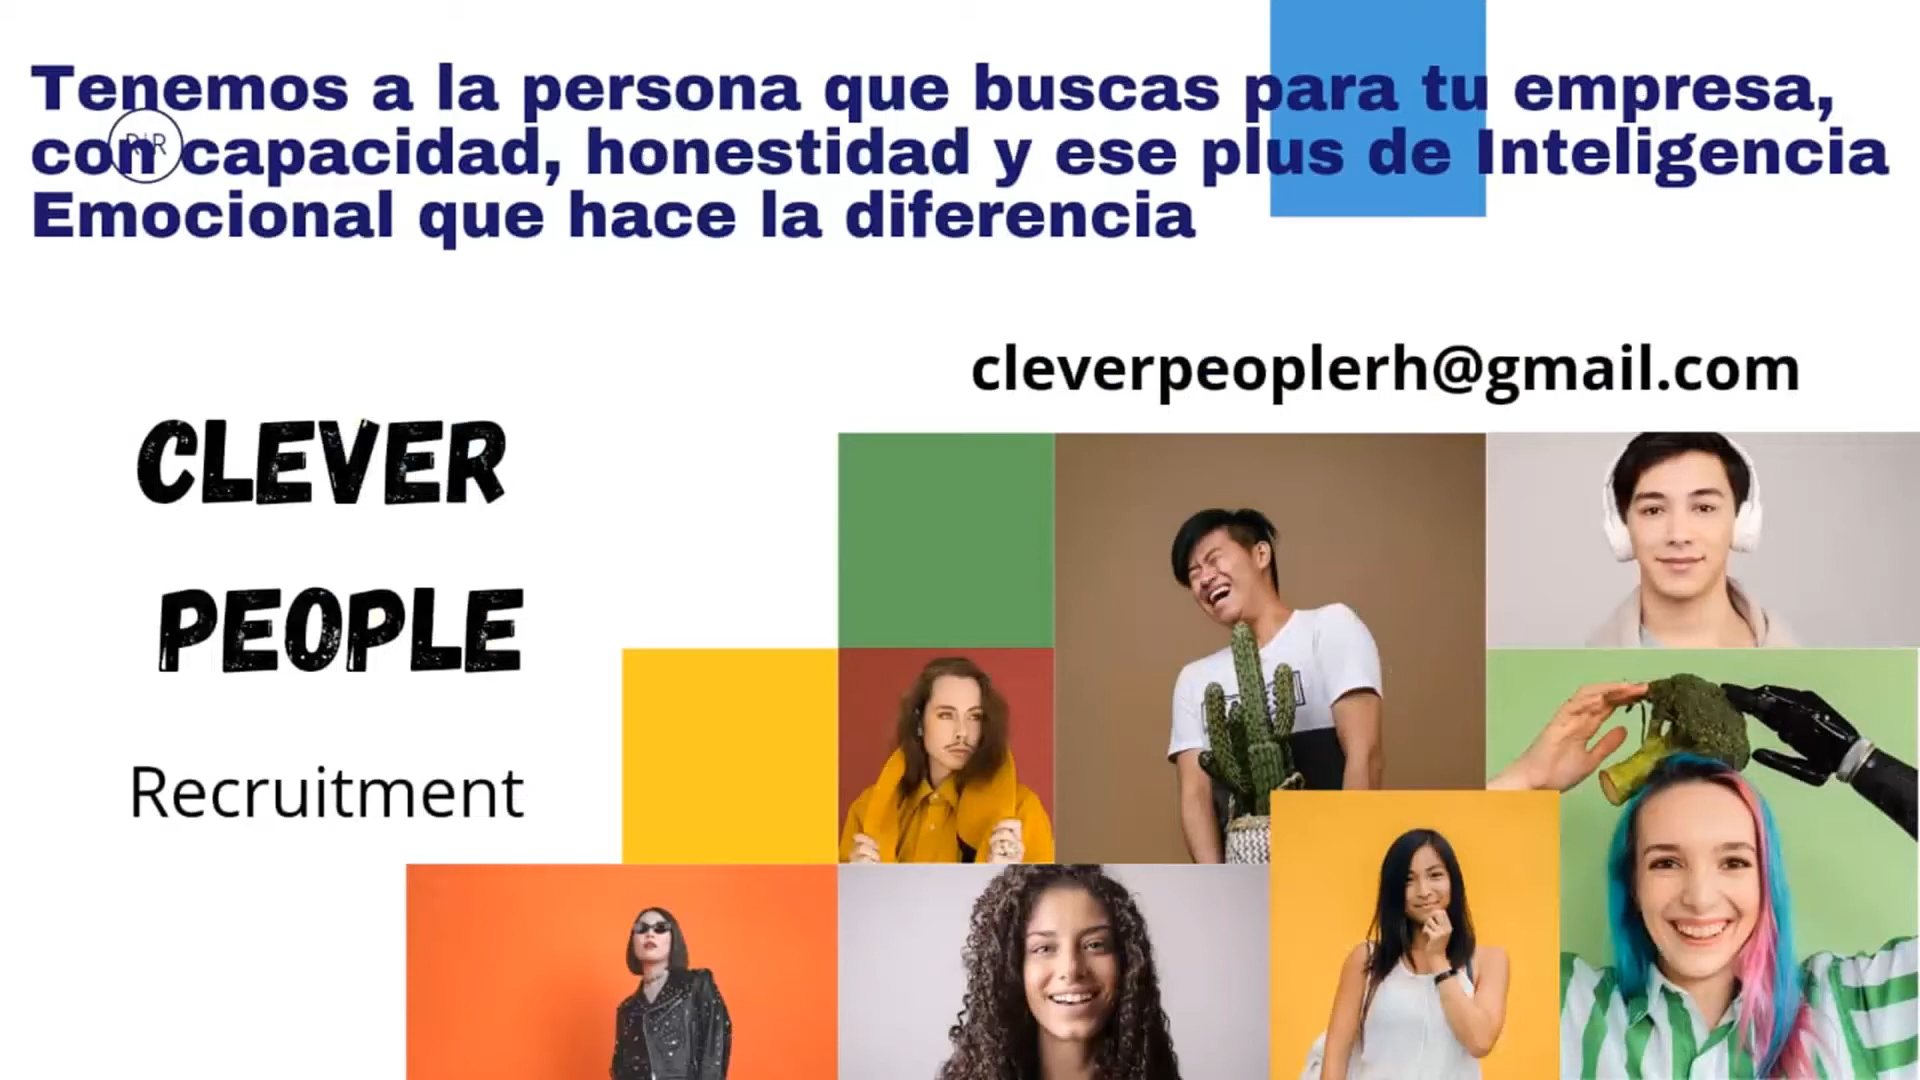 Tenemos a la persona que buscas para tu empresa,
con capacidad, honestidad y ese plus de Inteligencia
Emocional que hace la diferencia
cleverpeoplerh@gmail.com
CLEVER
PEOPLE
Recruitment